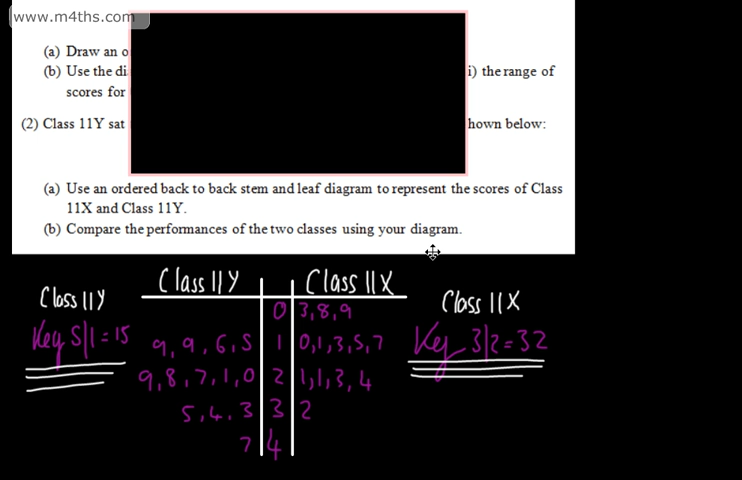 www.m4ths.com
(a) Draw an o
(b) Use the di i) the range of
scores for
(2) Class 11Y sat hown below:
(a) Use an ordered back to back stem and leaf diagram to represent the scores of Class
11X and Class 11Y.
(b) Compare the performances of the two classes using your diagram.
Class 11Y Class 11Y Class 11X Class 11X
0 3,8,9
Key 5|1=15 9,9,6,5 1 0,1,3,5,7 Key 3|2=32
9,8,7,1,0 2 1,1,3,4
5,4,3 3 2
7 4